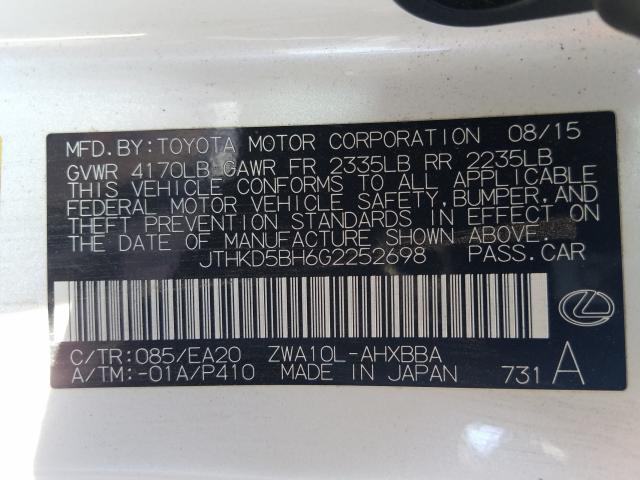 MFD. BY: TOYOTA MOTOR CORPORATION 08/15
GVWR 4170LB GAWR FR 2335LB RR 2235LB
THIS VEHICLE CONFORMS TO ALL APPLICABLE
FEDERAL MOTOR VEHICLE SAFETY, BUMPER, AND
THEFT PREVENTION STANDARDS IN EFFECT ON
THE DATE OF MANUFACTURE SHOWN ABOVE.
JTHKD5BH6G2252698 PASS. CAR
C/TR: 085/EA20 ZWA10L-AHXBBA
A/TM:-01A/P410 MADE IN JAPAN 731 A